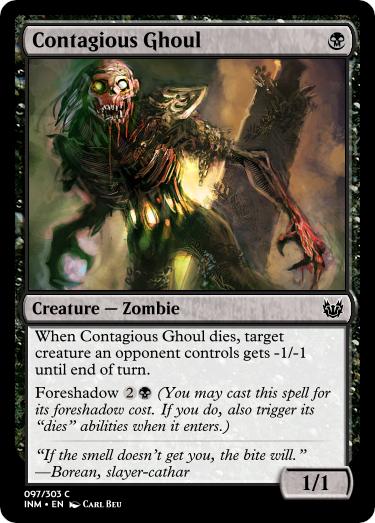 Contagious Ghoul
Creature — Zombie
When Contagious Ghoul dies, target
creature an opponent controls gets -1/-1
until end of turn.
Foreshadow 2 (You may cast this spell for
its foreshadow cost. If you do, also trigger its
“dies” abilities when it enters.)
“If the smell doesn’t get you, the bite will.”
—Borean, slayer-cathar
1/1
097/303 C
INM • EN Carl Beu